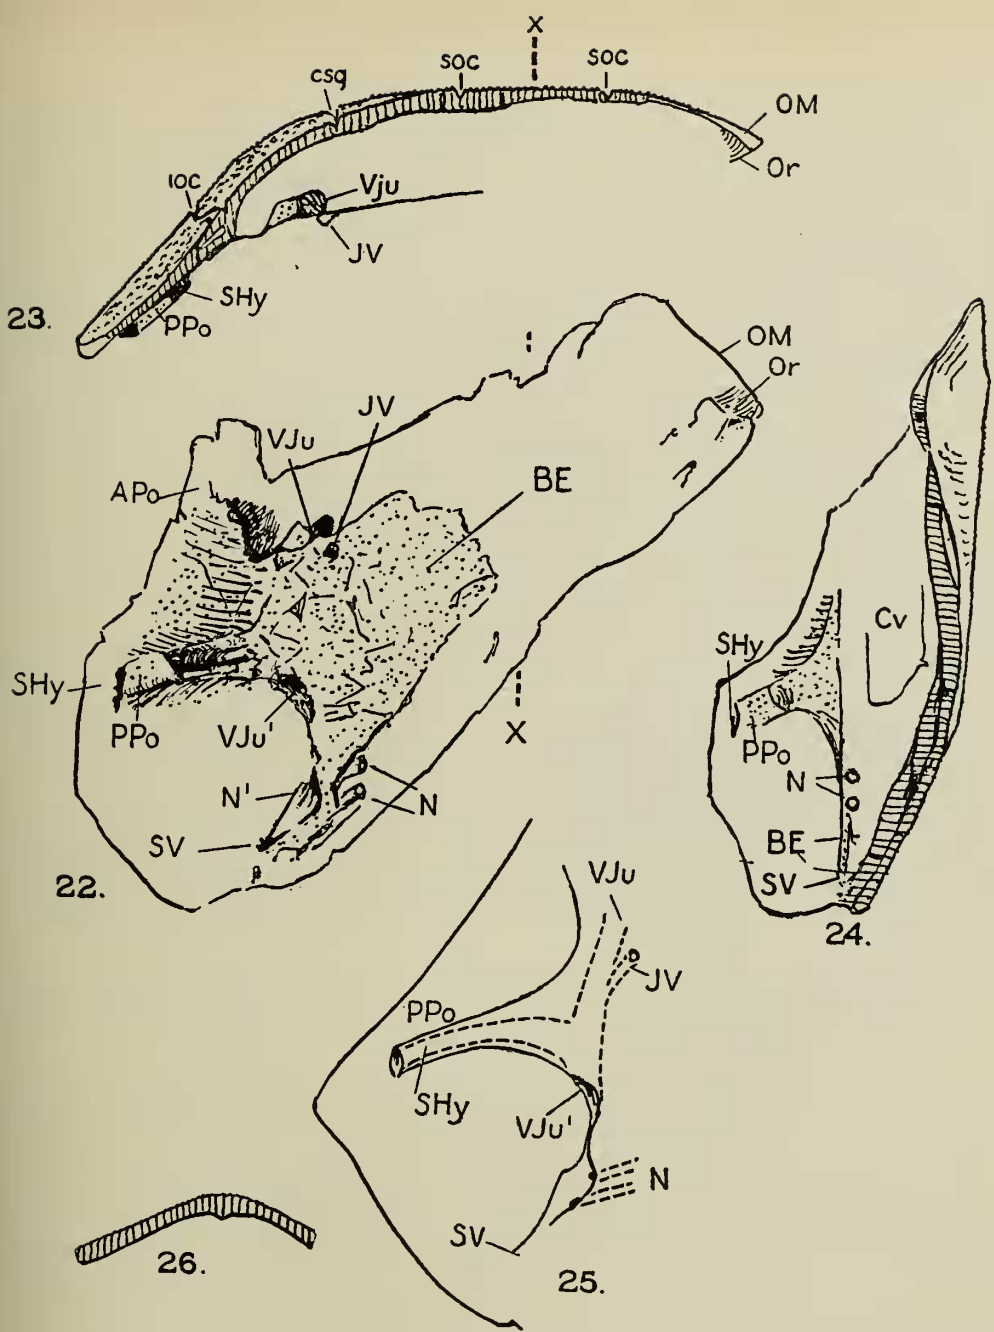 X
csq
soc
soc
OM
Or
ioc
Vju
JV
SHy
PPo
23.
OM
Or
JV
VJu
APo
BE
SHy
PPo
VJu'
X
N'
N
SV
22.
Cv
SHy
PPo
N
BE
SV
24.
VJu
JV
PPo
SHy
VJu'
N
SV
25.
26.